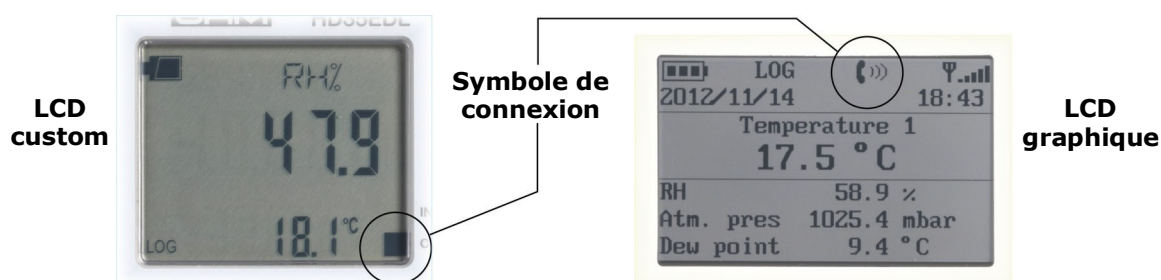 HD35EDL
RH%
47.9
18.1 °C
LOG
LCD
custom
Symbole de
connexion
LOG
2012/11/14 18:43
Temperature 1
17.5 °C
RH 58.9 %
Atm. pres 1025.4 mbar
Dew point 9.4 °C
LCD
graphique